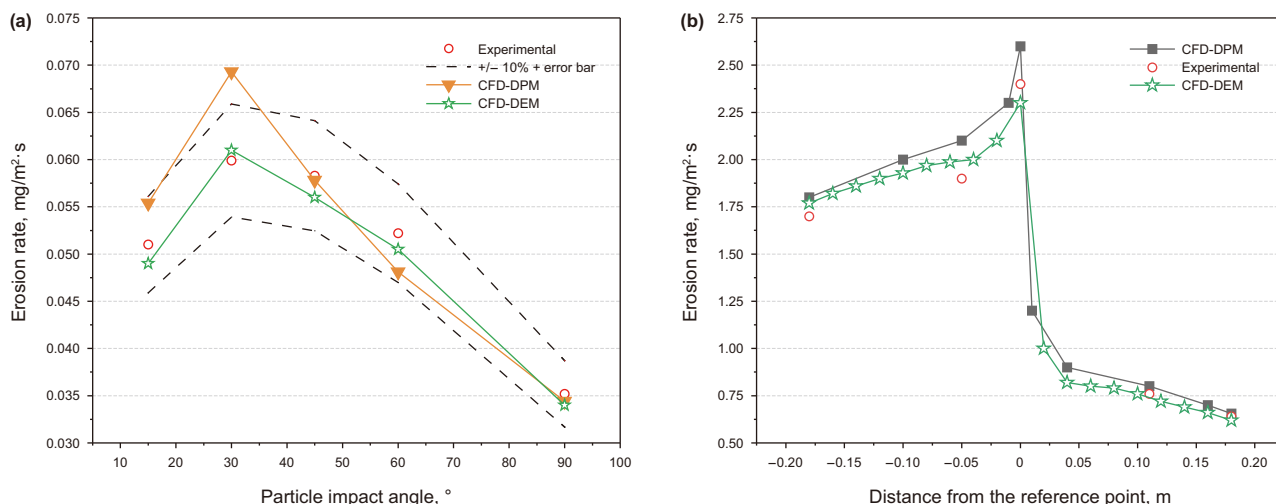 (a)
0.075
0.070
0.065
0.060
0.055
0.050
0.045
0.040
0.035
0.030
Erosion rate, mg/m²·s
Experimental
+/– 10% + error bar
CFD-DPM
CFD-DEM
10 20 30 40 50 60 70 80 90 100
Particle impact angle, °
(b)
2.75
2.50
2.25
2.00
1.75
1.50
1.25
1.00
0.75
0.50
Erosion rate, mg/m²·s
CFD-DPM
Experimental
CFD-DEM
–0.20 –0.15 –0.10 –0.05 0 0.05 0.10 0.15 0.20
Distance from the reference point, m